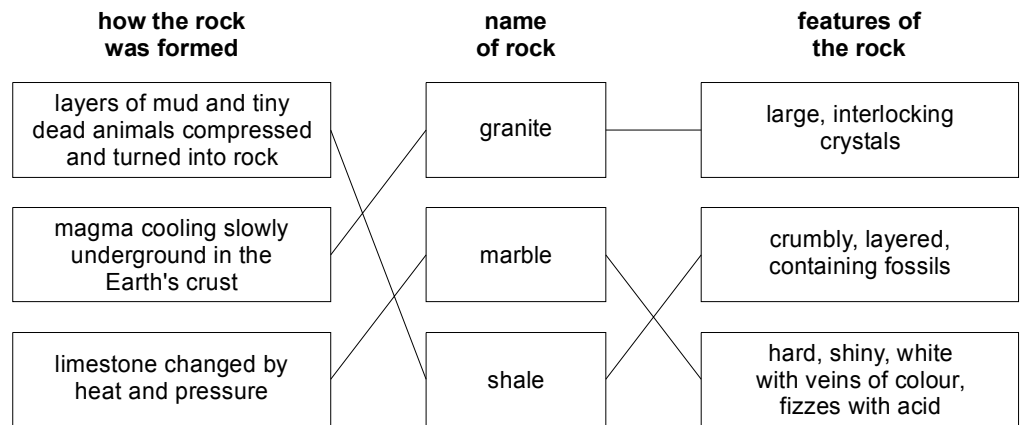 how the rock
was formed
name
of rock
features of
the rock
layers of mud and tiny
dead animals compressed
and turned into rock
granite
large, interlocking
crystals
magma cooling slowly
underground in the
Earth's crust
marble
crumbly, layered,
containing fossils
limestone changed by
heat and pressure
shale
hard, shiny, white
with veins of colour,
fizzes with acid